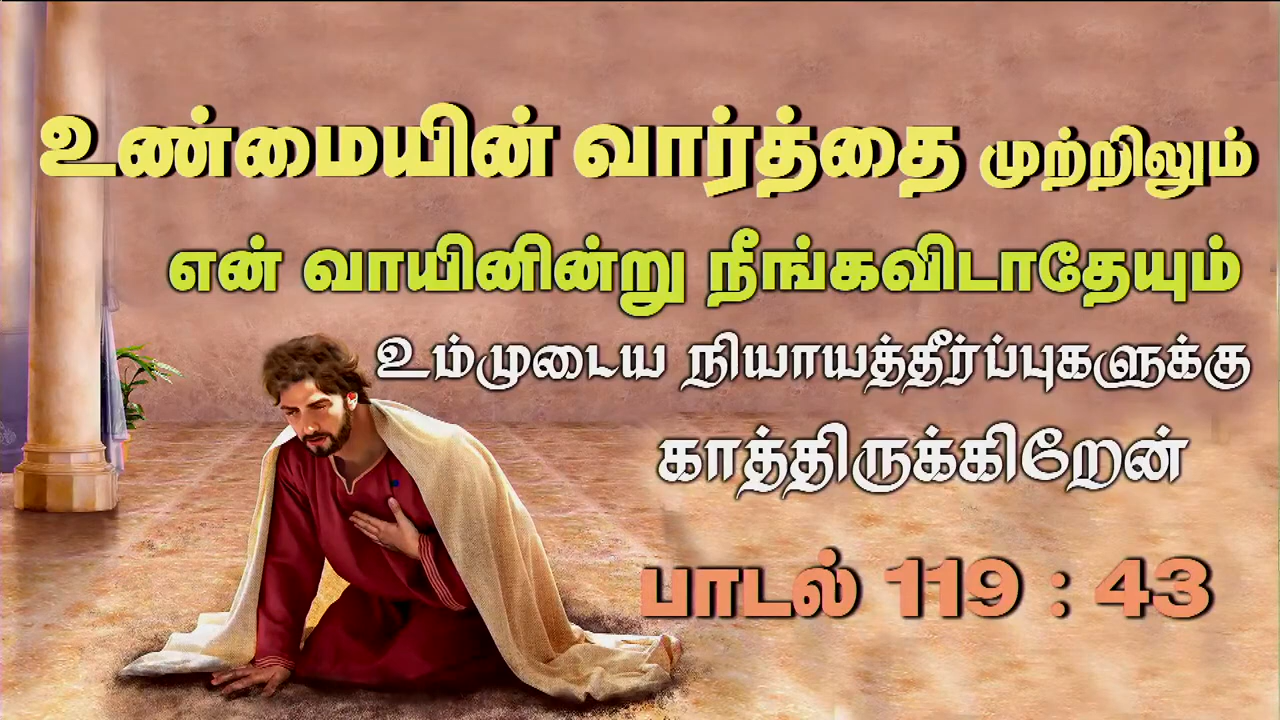 உண்மையின் வார்த்தை முற்றிலும்
என் வாயினின்று நீங்கவிடாதேயும்
உம்முடைய நியாயத்தீர்ப்புகளுக்கு
காத்திருக்கிறேன்
பாடல் 119 : 43